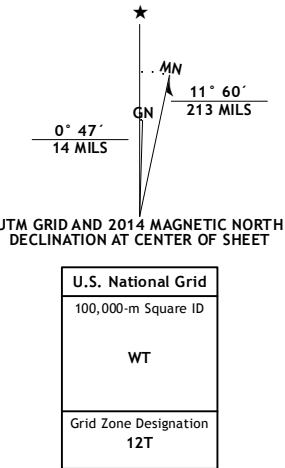 ★
MN
11° 60´
213 MILS
GN
0° 47´
14 MILS
UTM GRID AND 2014 MAGNETIC NORTH
DECLINATION AT CENTER OF SHEET
U.S. National Grid
100,000-m Square ID
WT
Grid Zone Designation
12T